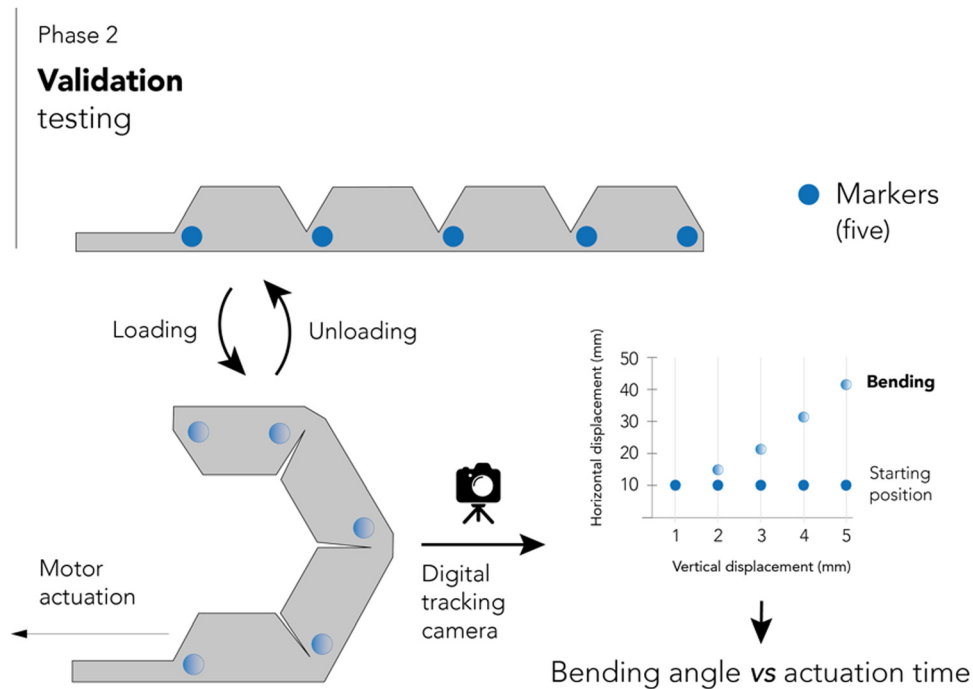 Phase 2
Validation
testing
Markers
(five)
Loading
Unloading
Motor
actuation
Digital
tracking
camera
Horizontal displacement (mm)
50
40
30
20
10
Bending
Starting
position
1 2 3 4 5
Vertical displacement (mm)
Bending angle vs actuation time